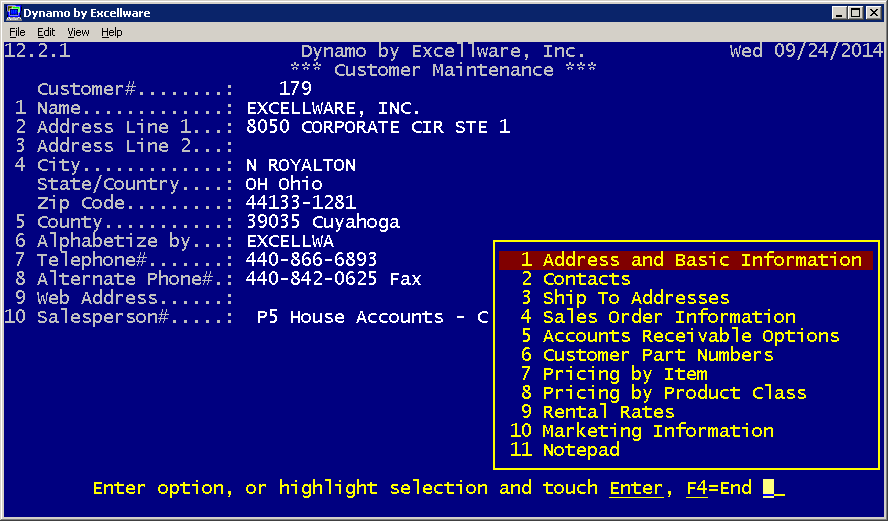 Dynamo by Excellware
File Edit View Help
12.2.1 Dynamo by Excellware, Inc. Wed 09/24/2014
*** Customer Maintenance ***
Customer#........: 179
1 Name.............: EXCELLWARE, INC.
2 Address Line 1...: 8050 CORPORATE CIR STE 1
3 Address Line 2...:
4 City.............: N ROYALTON
State/Country....: OH Ohio
Zip Code.........: 44133-1281
5 County...........: 39035 Cuyahoga
6 Alphabetize by...: EXCELLWA
7 Telephone#.......: 440-866-6893
8 Alternate Phone#.: 440-842-0625 Fax
9 Web Address......:
10 Salesperson#.....: P5 House Accounts - C
1 Address and Basic Information
2 Contacts
3 Ship To Addresses
4 Sales Order Information
5 Accounts Receivable Options
6 Customer Part Numbers
7 Pricing by Item
8 Pricing by Product Class
9 Rental Rates
10 Marketing Information
11 Notepad
Enter option, or highlight selection and touch Enter, F4=End _